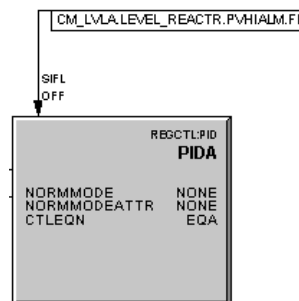 CM_LVLA.LEVEL_REACTR.PVHIALM.Fl
SIFL
OFF
REGCTL:PID
PIDA
NORMMODE NONE
NORMMODEATTR NONE
CTLEQN EQA